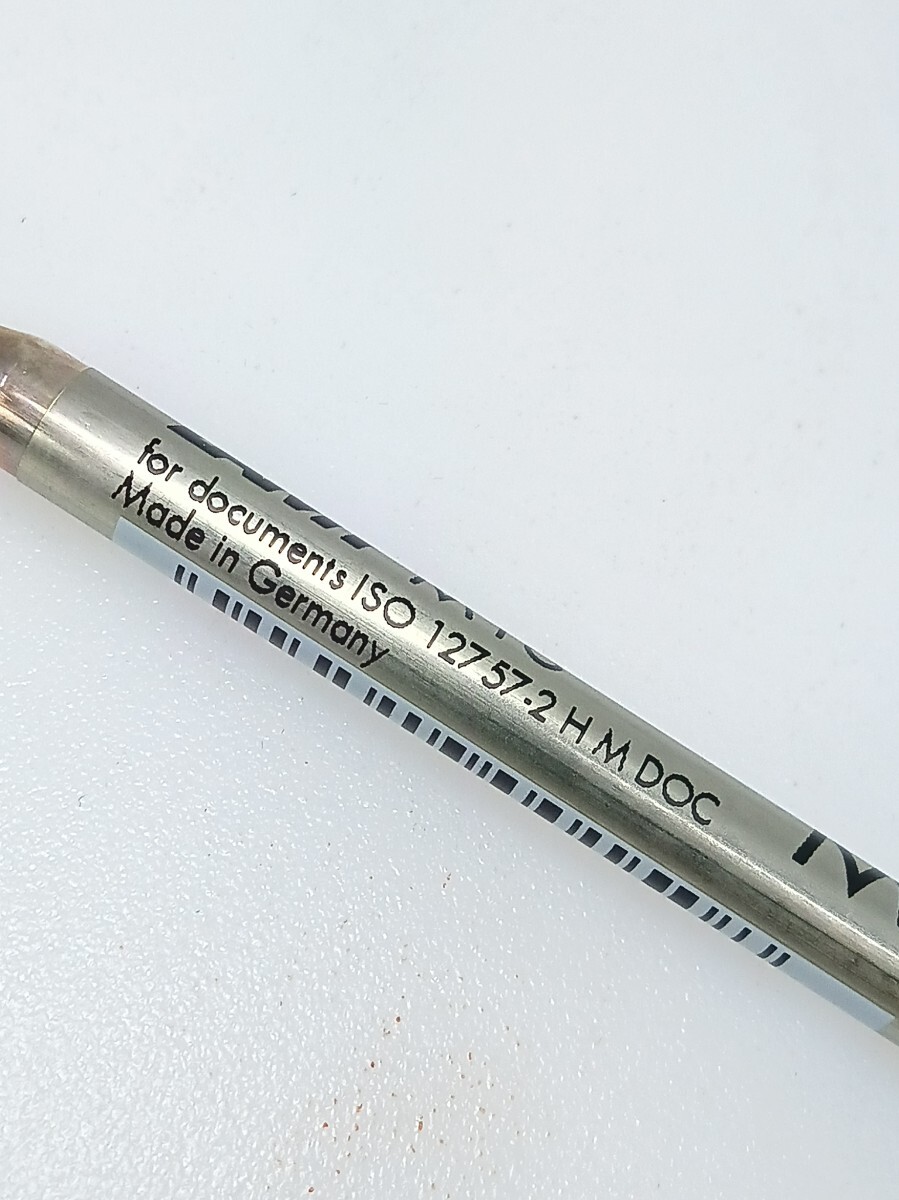 for documents ISO 12757.2 H M DOC
Made in Germany